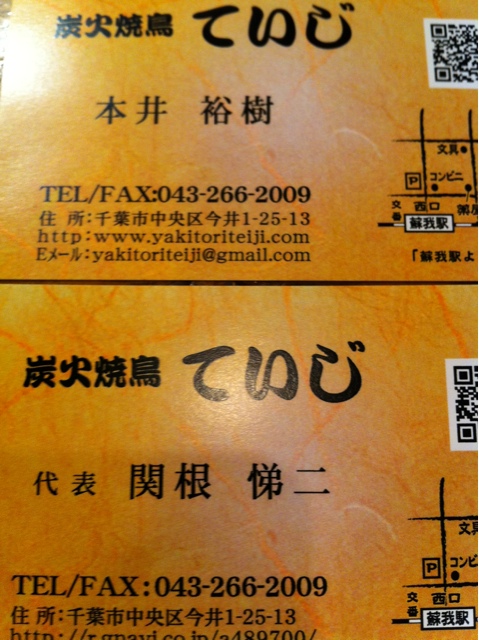 炭火焼鳥 ていじ
本井 裕樹
TEL/FAX:043-266-2009
住 所:千葉市中央区今井1-25-13
http:www.yakitoriteiji.com
Eメール:yakitoriteiji@gmail.com
文具
P
コンビニ
交番
西口
蘇我駅
「蘇我駅よ
炭火焼鳥 ていじ
代表 関根 悌二
TEL/FAX:043-266-2009
住 所:千葉市中央区今井1-25-13
http://r.gnavi.co.jp/a489700/
文具
P
コンビ
交番
西口
蘇我駅